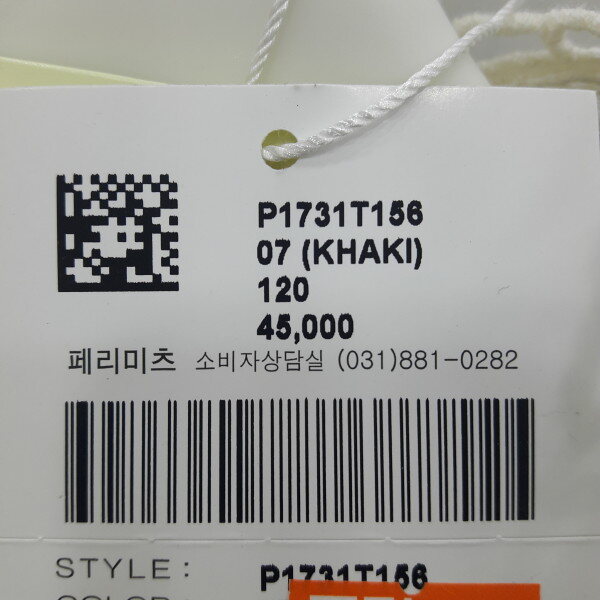 P1731T156
07 (KHAKI)
120
45,000
페리미츠 소비자상담실 (031)881-0282
STYLE : P1731T156
COLOR :